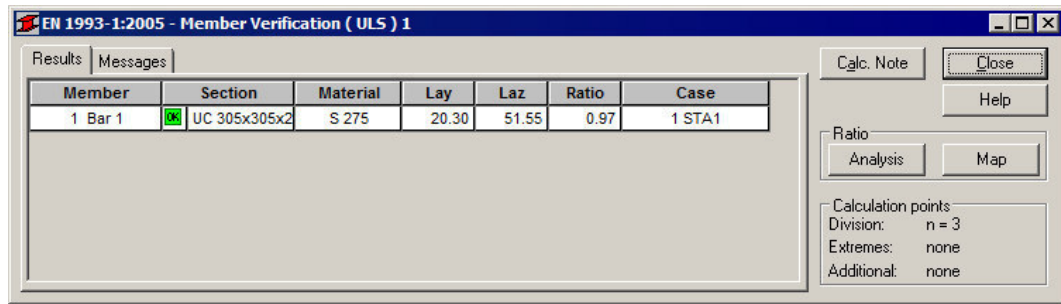 EN 1993-1:2005 - Member Verification ( ULS ) 1
Results Messages
Member Section Material Lay Laz Ratio Case
1 Bar 1 OK UC 305x305x2 S 275 20.30 51.55 0.97 1 STA1
Calc. Note Close
Help
Ratio
Analysis Map
Calculation points
Division: n = 3
Extremes: none
Additional: none